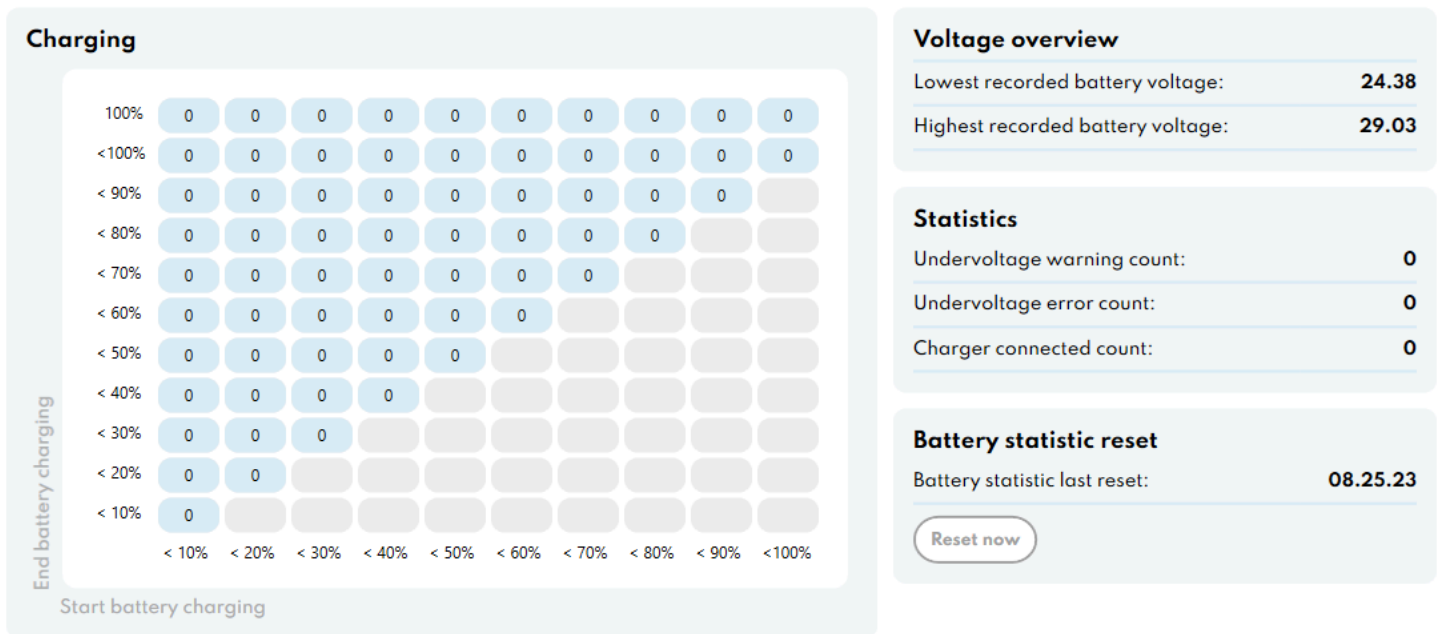 Charging
100% 0 0 0 0 0 0 0 0 0 0
<100% 0 0 0 0 0 0 0 0 0 0
< 90% 0 0 0 0 0 0 0 0 0
< 80% 0 0 0 0 0 0 0 0
< 70% 0 0 0 0 0 0 0
< 60% 0 0 0 0 0 0
< 50% 0 0 0 0 0
< 40% 0 0 0 0
< 30% 0 0 0
< 20% 0 0
< 10% 0
< 10% < 20% < 30% < 40% < 50% < 60% < 70% < 80% < 90% <100%
End battery charging
Start battery charging
Voltage overview
Lowest recorded battery voltage: 24.38
Highest recorded battery voltage: 29.03
Statistics
Undervoltage warning count: 0
Undervoltage error count: 0
Charger connected count: 0
Battery statistic reset
Battery statistic last reset: 08.25.23
Reset now